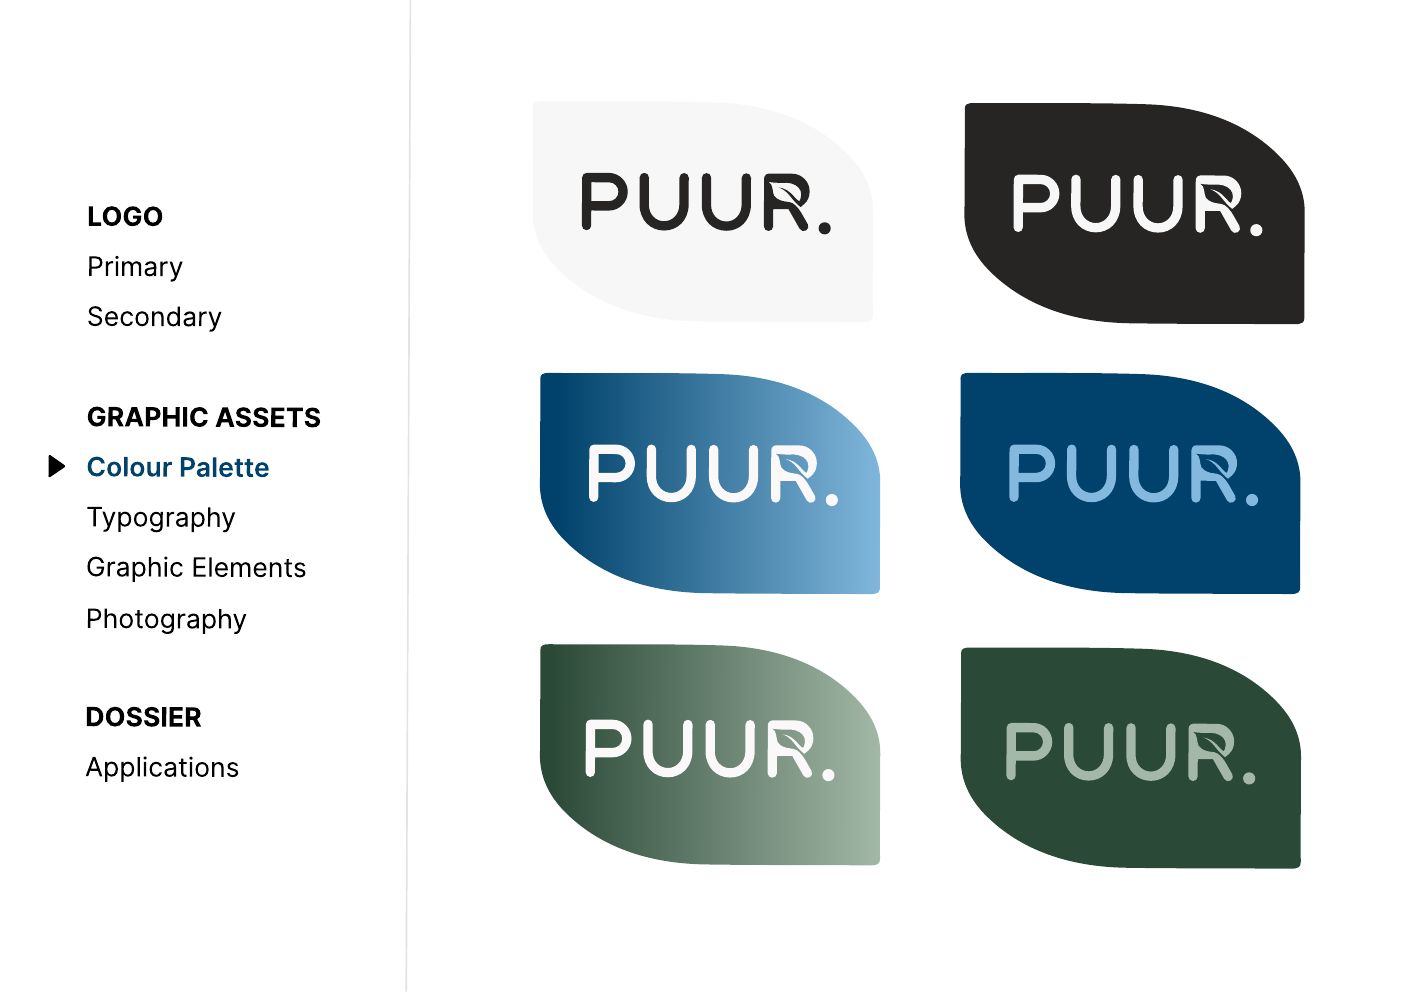 LOGO
Primary
Secondary
GRAPHIC ASSETS
Colour Palette
Typography
Graphic Elements
Photography
DOSSIER
Applications
PUUR.
PUUR.
PUUR.
PUUR.
PUUR.
PUUR.